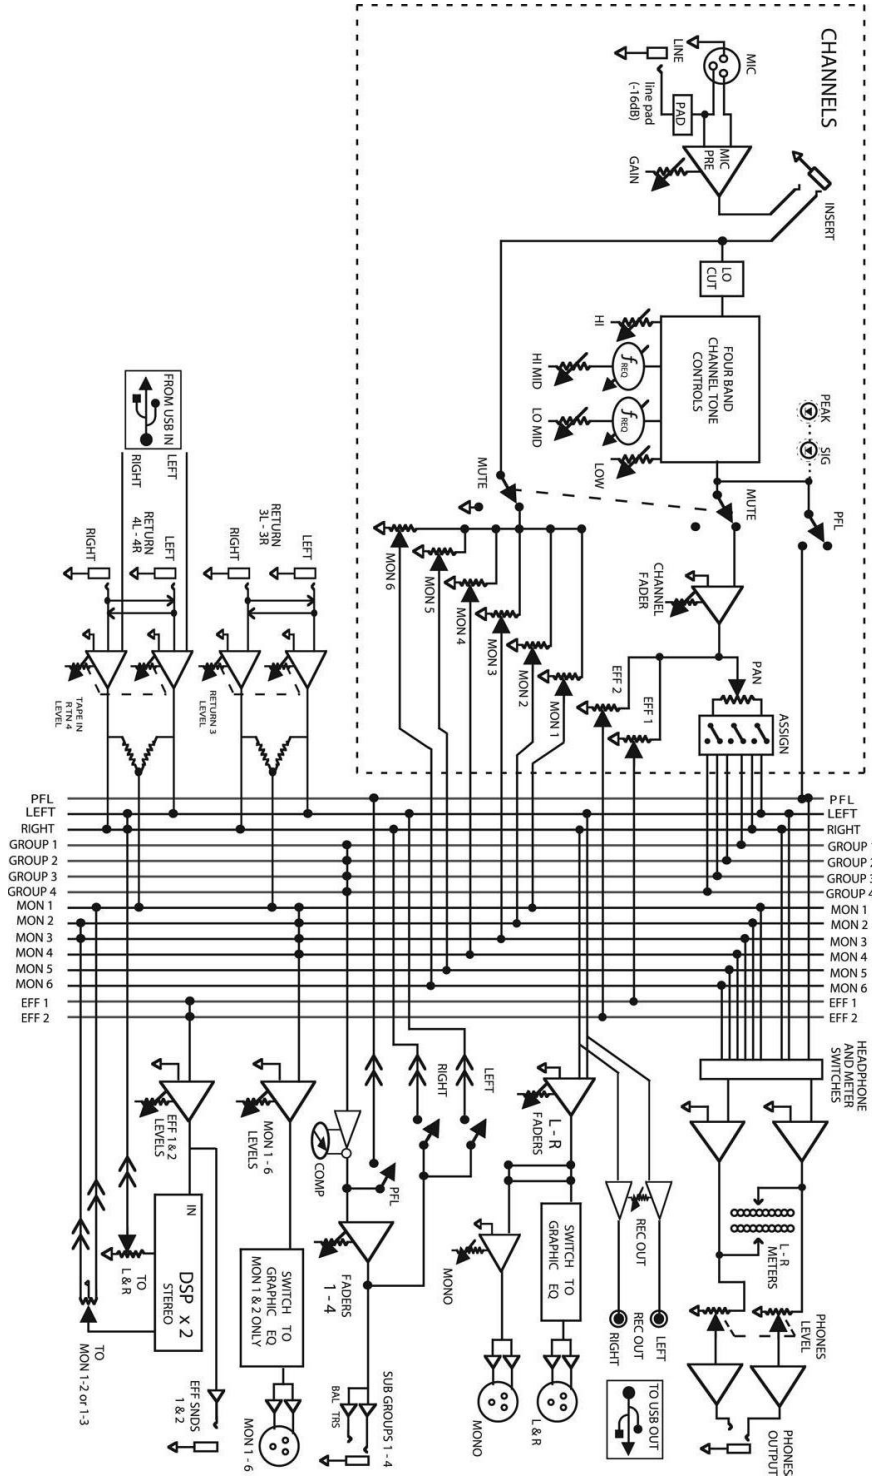 CHANNELS
LINE
MIC
line pad
(-16dB)
PAD
MIC
PRE
GAIN
INSERT
LO
CUT
HI
HI MID
LO MID
LOW
fREQ
fREQ
FOUR BAND
CHANNEL TONE
CONTROLS
PEAK
SIG
MUTE
MUTE
PFL
CHANNEL
FADER
MON 6
MON 5
MON 4
MON 3
MON 2
MON 1
EFF 2
EFF 1
PAN
ASSIGN
FROM USB IN
RIGHT
LEFT
RIGHT
RETURN
4L - 4R
LEFT
RIGHT
RETURN
3L - 3R
LEFT
TAPE IN
RTN 4
LEVEL
RETURN 3
LEVEL
PFL
LEFT
RIGHT
GROUP 1
GROUP 2
GROUP 3
GROUP 4
MON 1
MON 2
MON 3
MON 4
MON 5
MON 6
EFF 1
EFF 2
PFL
LEFT
RIGHT
GROUP 1
GROUP 2
GROUP 3
GROUP 4
MON 1
MON 2
MON 3
MON 4
MON 5
MON 6
EFF 1
EFF 2
HEADPHONE
AND METER
SWITCHES
EFF 1 & 2
LEVELS
MON 1 - 6
LEVELS
COMP
RIGHT
LEFT
PFL
FADERS
1 - 4
L - R
FADERS
MONO
REC OUT
L - R
METERS
PHONES
LEVEL
IN
DSP x 2
STEREO
TO
L & R
TO
MON 1-2 or 1-3
SWITCH TO
GRAPHIC EQ
MON 1 & 2 ONLY
SWITCH TO
GRAPHIC EQ
EFF SNDS
1 & 2
MON 1 - 6
BAL TRS
SUB GROUPS 1 - 4
MONO
L & R
RIGHT
REC OUT
LEFT
TO USB OUT
PHONES
OUTPUT